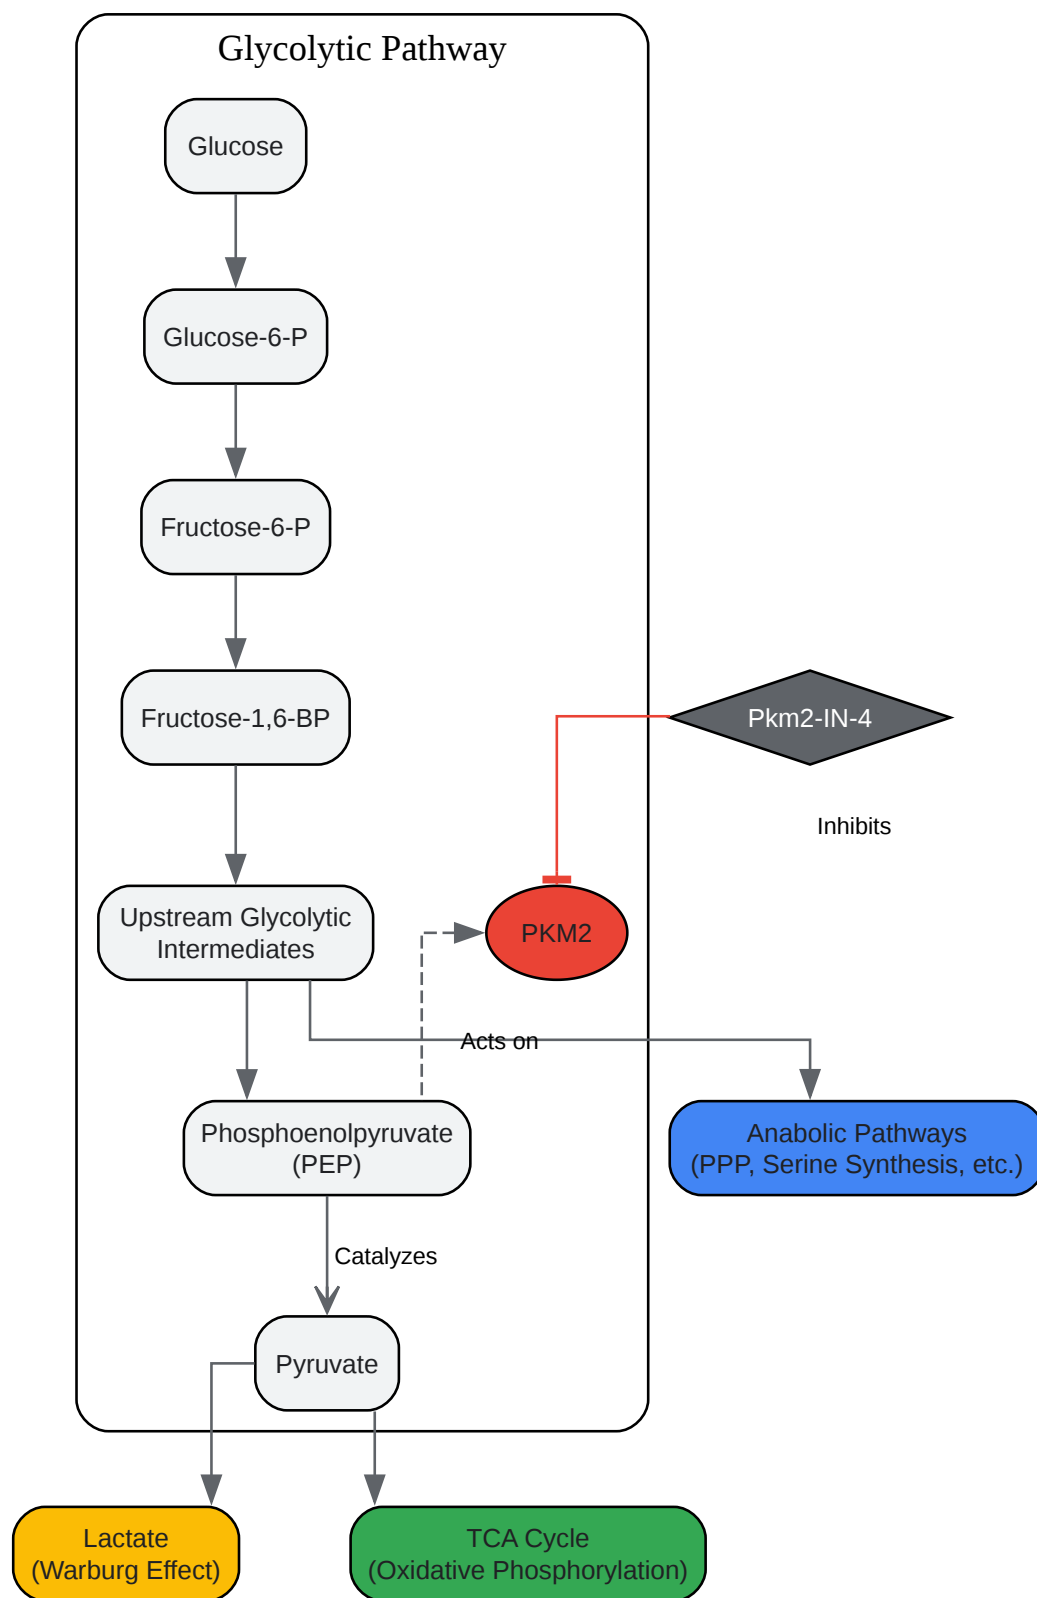 Glycolytic Pathway
Glucose
Glucose-6-P
Fructose-6-P
Fructose-1,6-BP
Pkm2-IN-4
Inhibits
Upstream Glycolytic
Intermediates
PKM2
Acts on
Phosphoenolpyruvate
(PEP)
Anabolic Pathways
(PPP, Serine Synthesis, etc.)
Catalyzes
Pyruvate
Lactate
(Warburg Effect)
TCA Cycle
(Oxidative Phosphorylation)